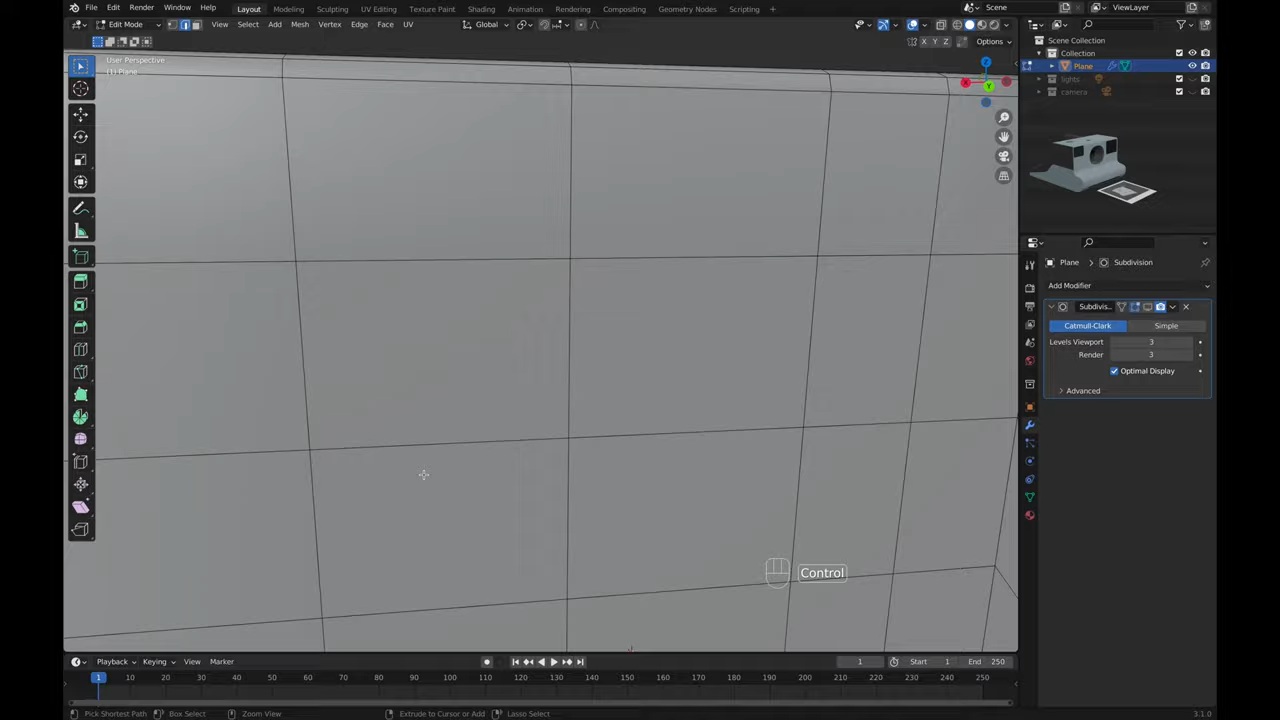 File Edit Render Window Help Layout Modeling Sculpting UV Editing Texture Paint Shading Animation Rendering Compositing Geometry Nodes Scripting + Scene ViewLayer
Edit Mode View Select Add Mesh Vertex Edge Face UV Global
X Y Z Options
User Perspective
(1) Plane
Scene Collection
Collection
Plane
lights
camera
X
Y
Z
Plane > Subdivision
Add Modifier
Subdivis...
Catmull-Clark Simple
Levels Viewport 3
Render 3
Optimal Display
Advanced
Control
Playback Keying View Marker 1 Start 1 End 250
1 10 20 30 40 50 60 70 80 90 100 110 120 130 140 150 160 170 180 190 200 210 220 230 240 250
Pick Shortest Path Box Select Zoom View Extrude to Cursor or Add Lasso Select 3.1.0